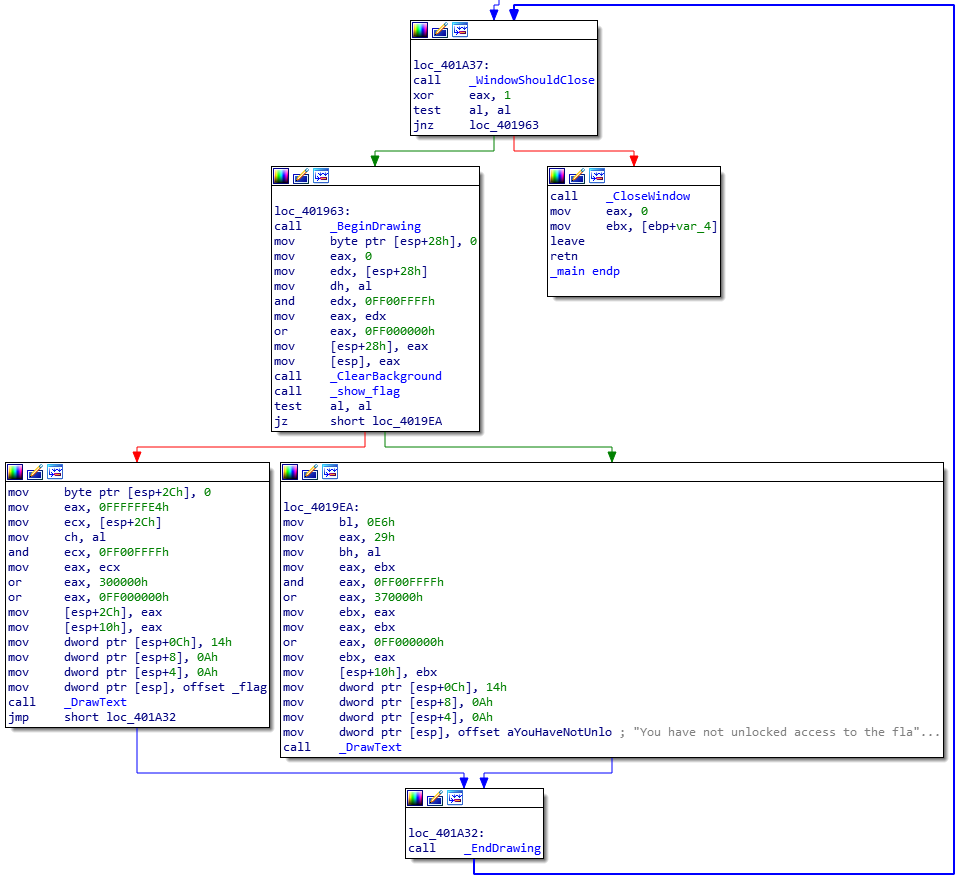 loc_401A37:
call _WindowShouldClose
xor eax, 1
test al, al
jnz loc_401963
loc_401963:
call _BeginDrawing
mov byte ptr [esp+28h], 0
mov eax, 0
mov edx, [esp+28h]
mov dh, al
and edx, 0FF00FFFFh
mov eax, edx
or eax, 0FF000000h
mov [esp+28h], eax
mov [esp], eax
call _ClearBackground
call _show_flag
test al, al
jz short loc_4019EA
call _CloseWindow
mov eax, 0
mov ebx, [ebp+var_4]
leave
retn
_main endp
mov byte ptr [esp+2Ch], 0
mov eax, 0FFFFFFE4h
mov ecx, [esp+2Ch]
mov ch, al
and ecx, 0FF00FFFFh
mov eax, ecx
or eax, 300000h
or eax, 0FF000000h
mov [esp+2Ch], eax
mov [esp+10h], eax
mov dword ptr [esp+0Ch], 14h
mov dword ptr [esp+8], 0Ah
mov dword ptr [esp+4], 0Ah
mov dword ptr [esp], offset _flag
call _DrawText
jmp short loc_401A32
loc_4019EA:
mov bl, 0E6h
mov eax, 29h
mov bh, al
mov eax, ebx
and eax, 0FF00FFFFh
or eax, 370000h
mov ebx, eax
mov eax, ebx
or eax, 0FF000000h
mov ebx, eax
mov [esp+10h], ebx
mov dword ptr [esp+0Ch], 14h
mov dword ptr [esp+8], 0Ah
mov dword ptr [esp+4], 0Ah
mov dword ptr [esp], offset aYouHaveNotUnlo ; "You have not unlocked access to the fla"...
call _DrawText
loc_401A32:
call _EndDrawing